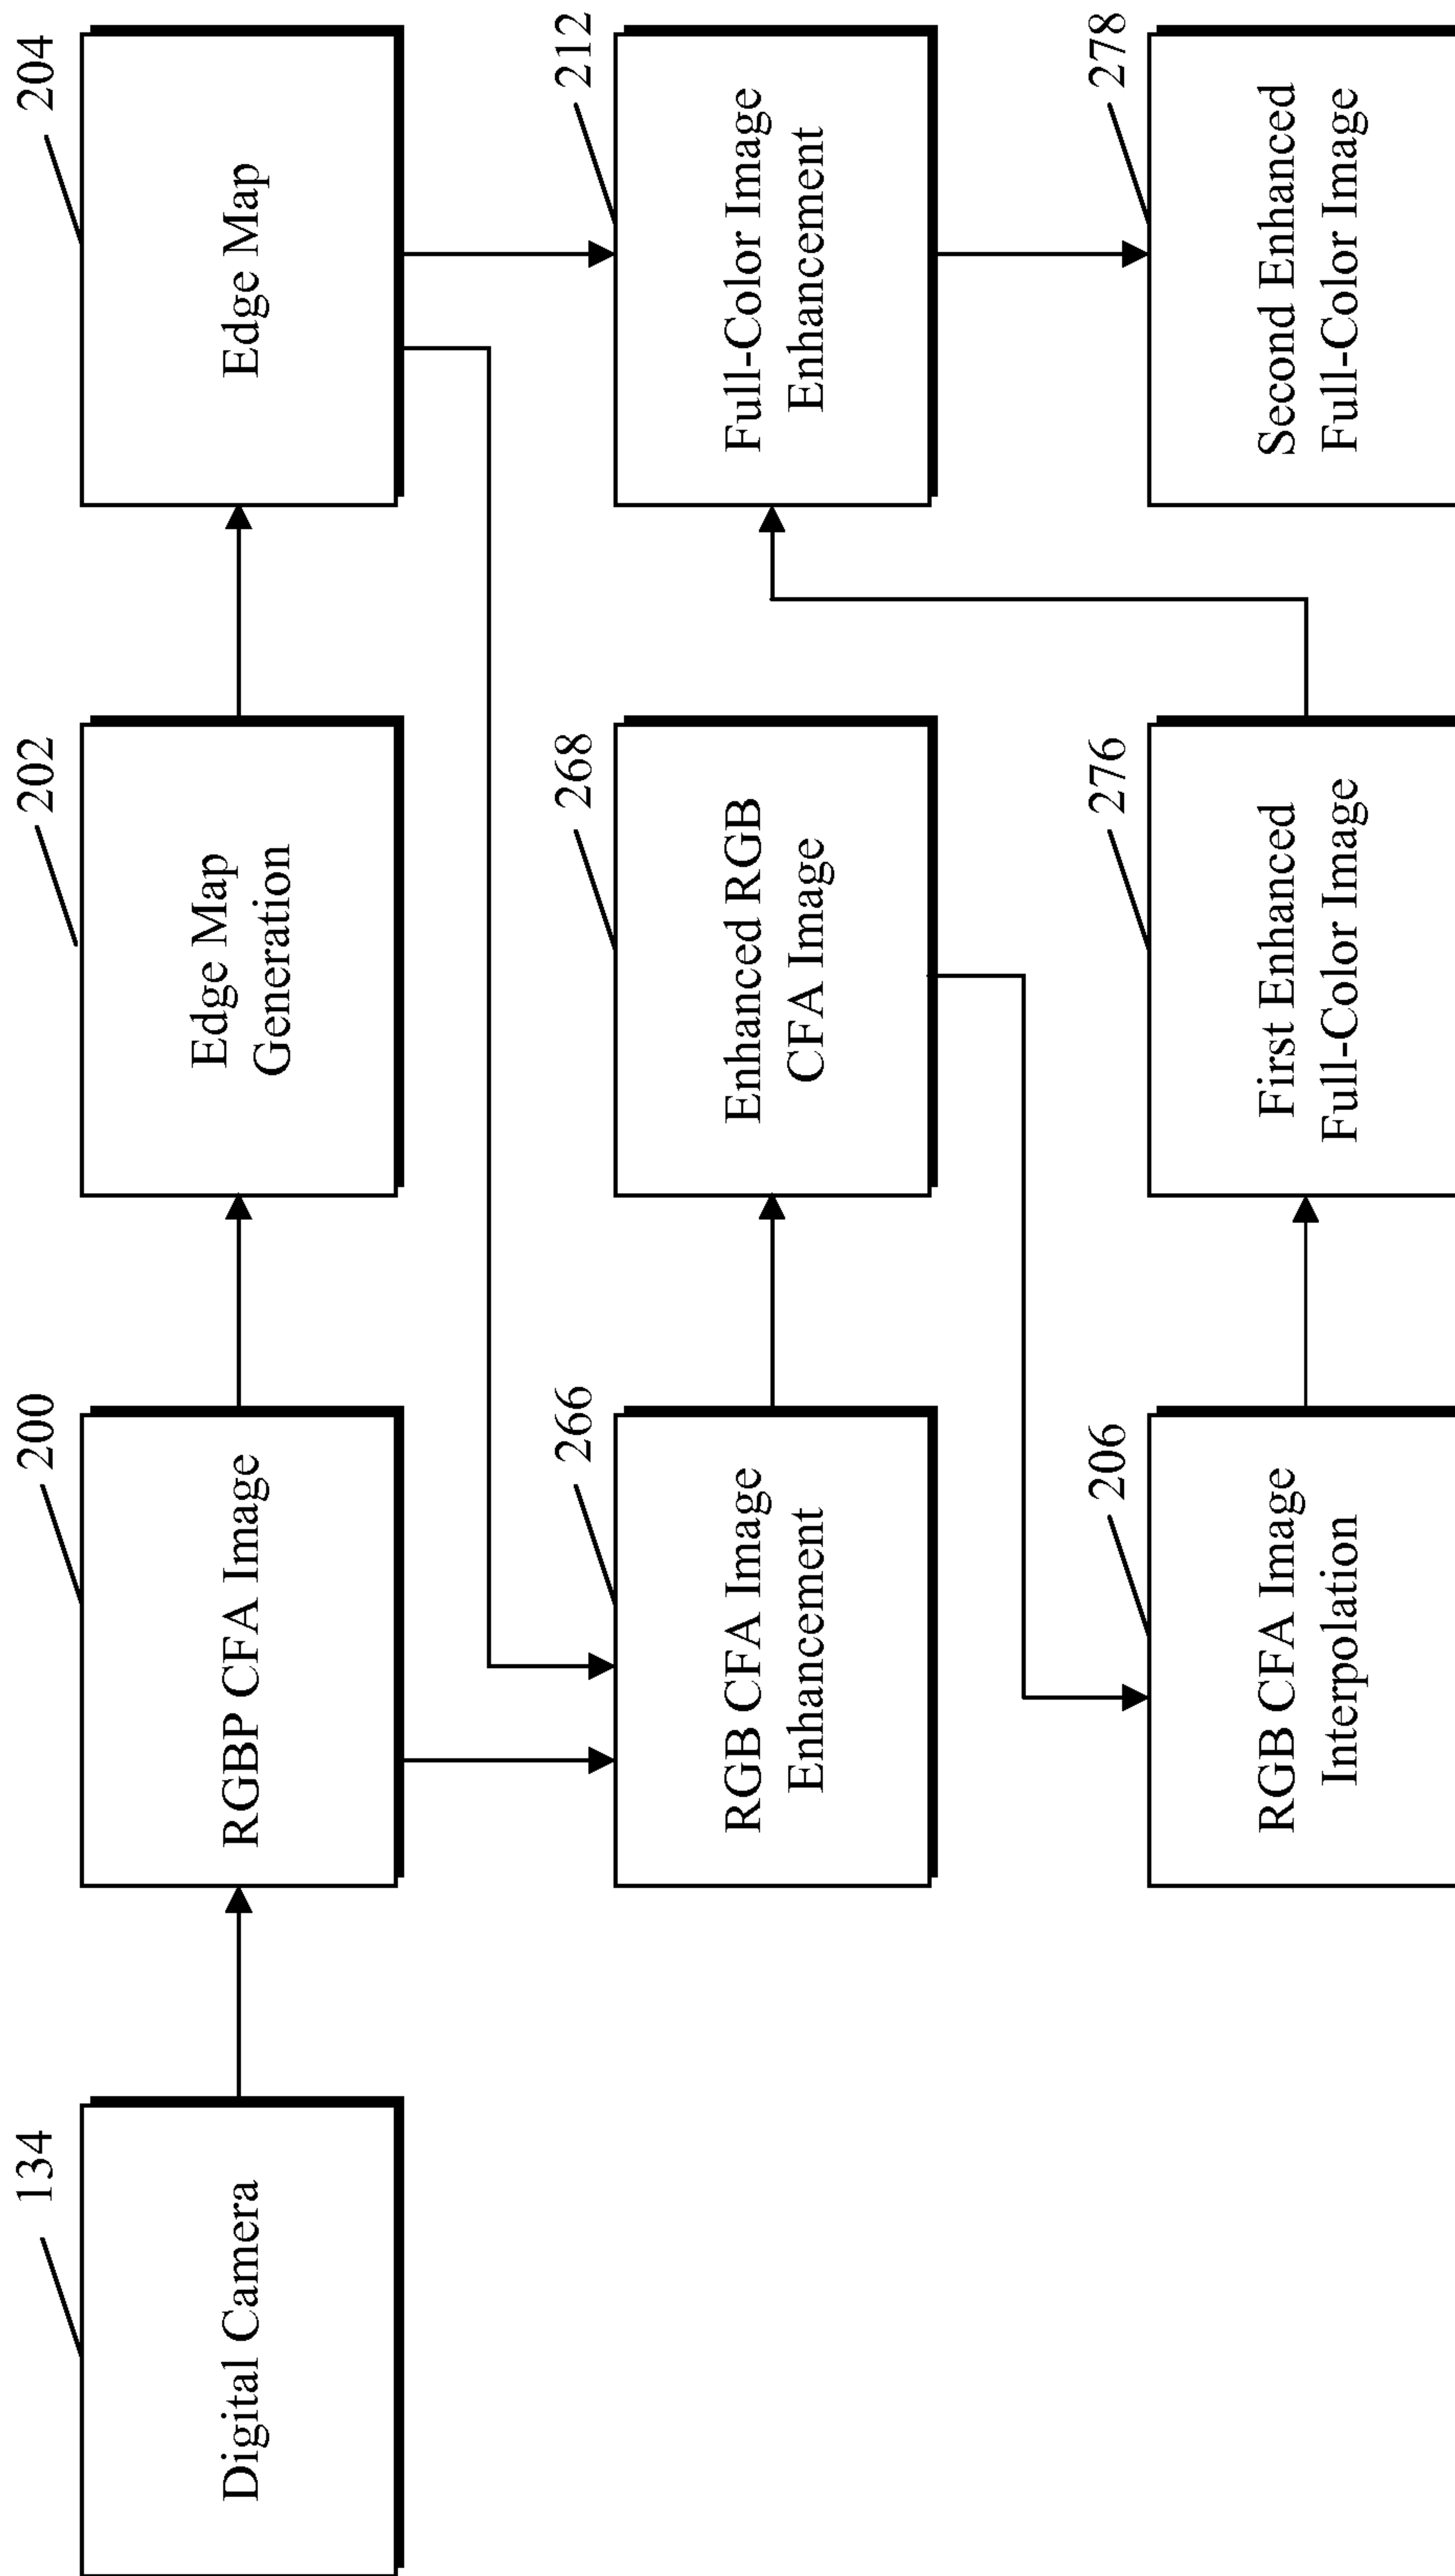 134
Digital Camera
200
RGBP CFA Image
202
Edge Map
Generation
204
Edge Map
266
RGB CFA Image
Enhancement
268
Enhanced RGB
CFA Image
212
Full-Color Image
Enhancement
206
RGB CFA Image
Interpolation
276
First Enhanced
Full-Color Image
278
Second Enhanced
Full-Color Image